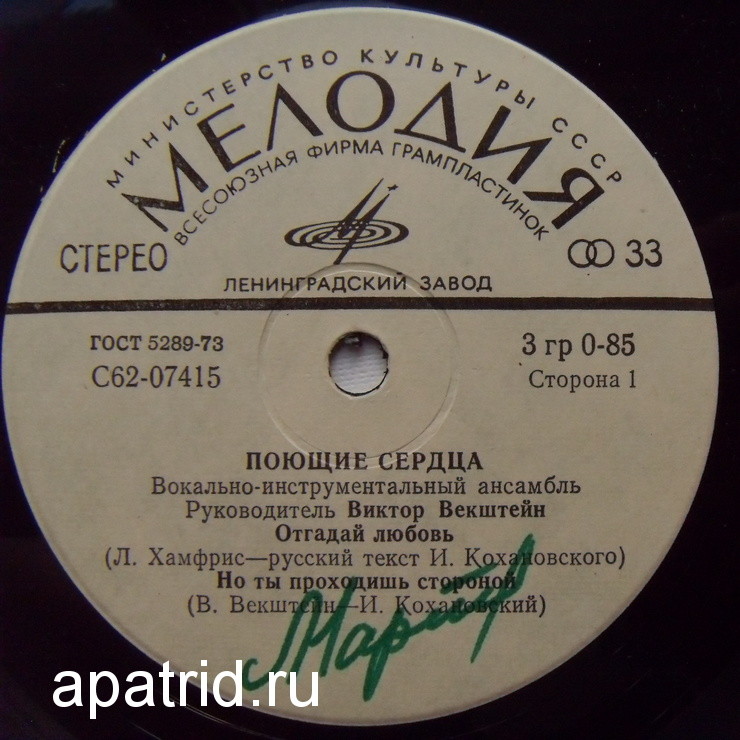 МИНИСТЕРСТВО КУЛЬТУРЫ СССР
МЕЛОДИЯ
ВСЕСОЮЗНАЯ ФИРМА ГРАМПЛАСТИНОК
СТЕРЕО
33
ЛЕНИНГРАДСКИЙ ЗАВОД
ГОСТ 5289-73
3 гр 0-85
С62-07415
Сторона 1
ПОЮЩИЕ СЕРДЦА
Вокально-инструментальный ансамбль
Руководитель Виктор Векштейн
Отгадай любовь
(Л. Хамфрис—русский текст И. Кохановского)
Но ты проходишь стороной
(В. Векштейн—И. Кохановский)
apatrid.ru